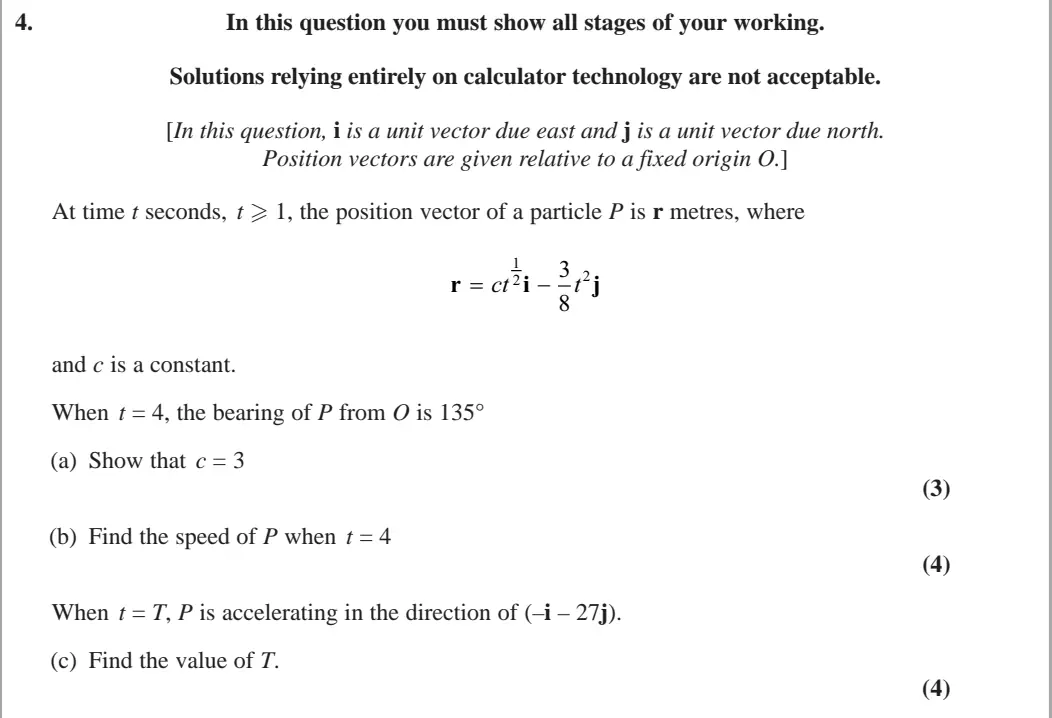 4. In this question you must show all stages of your working.
Solutions relying entirely on calculator technology are not acceptable.
[In this question, i is a unit vector due east and j is a unit vector due north.
Position vectors are given relative to a fixed origin O.]
At time t seconds, t ⩾ 1, the position vector of a particle P is r metres, where
r = ct^{1/2}i − 3/8 t²j
and c is a constant.
When t = 4, the bearing of P from O is 135°
(a) Show that c = 3
(3)
(b) Find the speed of P when t = 4
(4)
When t = T, P is accelerating in the direction of (–i – 27j).
(c) Find the value of T.
(4)